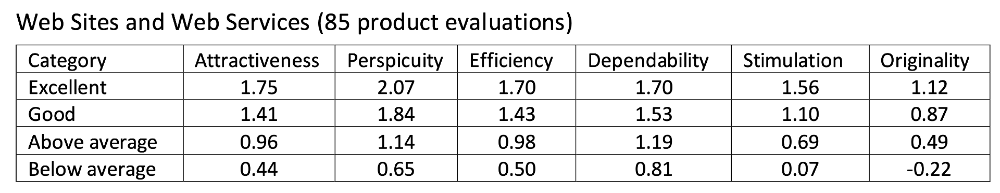 Web Sites and Web Services (85 product evaluations)
Category Attractiveness Perspicuity Efficiency Dependability Stimulation Originality
Excellent 1.75 2.07 1.70 1.70 1.56 1.12
Good 1.41 1.84 1.43 1.53 1.10 0.87
Above average 0.96 1.14 0.98 1.19 0.69 0.49
Below average 0.44 0.65 0.50 0.81 0.07 -0.22